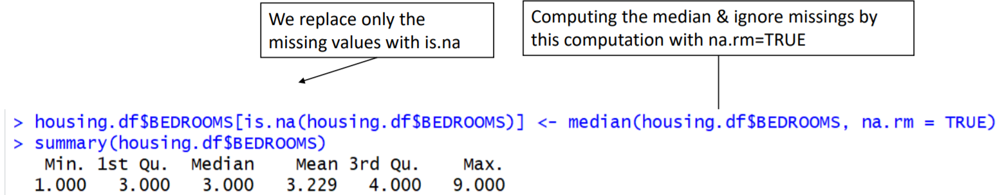 We replace only the
missing values with is.na
Computing the median & ignore missings by
this computation with na.rm=TRUE
> housing.df$BEDROOMS[is.na(housing.df$BEDROOMS)] <- median(housing.df$BEDROOMS, na.rm = TRUE)
> summary(housing.df$BEDROOMS)
Min. 1st Qu. Median Mean 3rd Qu. Max.
1.000 3.000 3.000 3.229 4.000 9.000